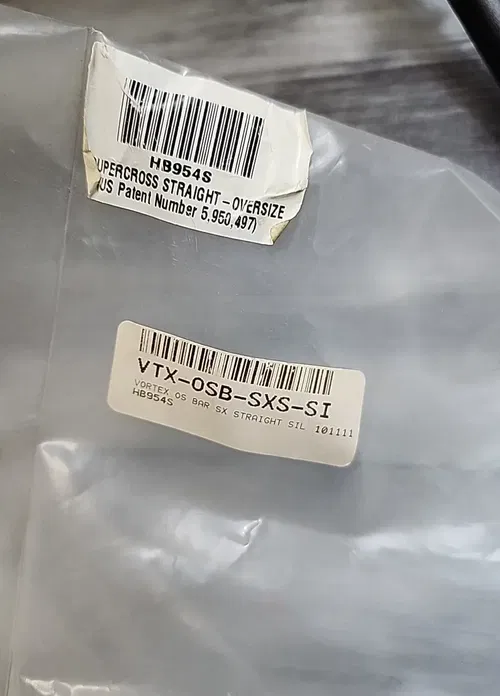 HB954S
UPERCROSS STRAIGHT-OVERSIZE
(US Patent Number 5,950,497)
VTX-OSB-SXS-SI
VORTEX OS BAR SX STRAIGHT SIL 101111
HB954S